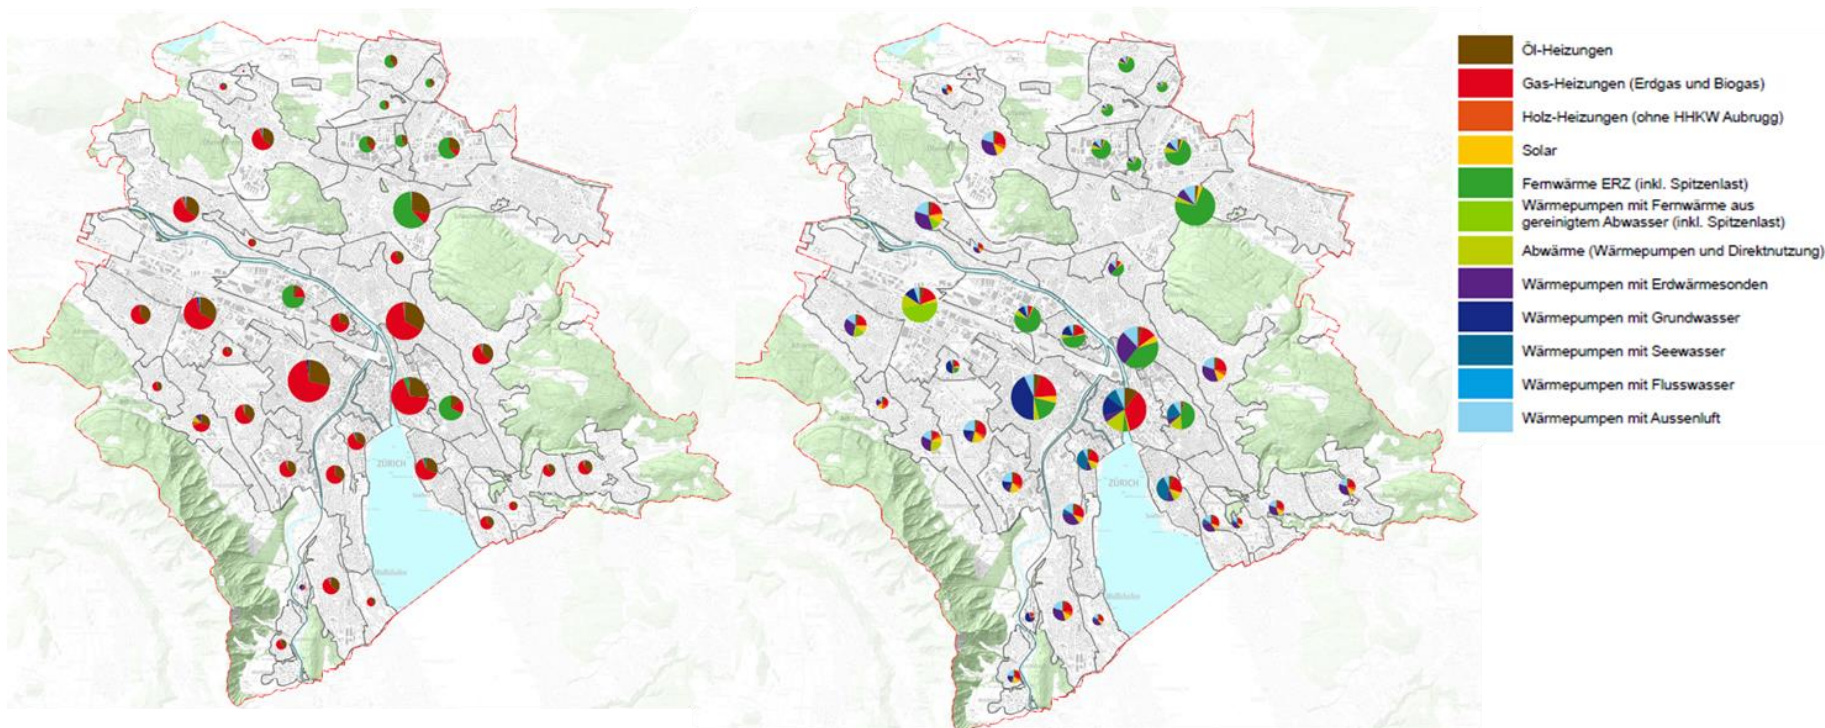 ZÜRICH
ZÜRICH
Öl-Heizungen
Gas-Heizungen (Erdgas und Biogas)
Holz-Heizungen (ohne HHKW Aubrugg)
Solar
Fernwärme ERZ (inkl. Spitzenlast)
Wärmepumpen mit Fernwärme aus
gereinigtem Abwasser (inkl. Spitzenlast)
Abwärme (Wärmepumpen und Direktnutzung)
Wärmepumpen mit Erdwärmesonden
Wärmepumpen mit Grundwasser
Wärmepumpen mit Seewasser
Wärmepumpen mit Flusswasser
Wärmepumpen mit Aussenluft